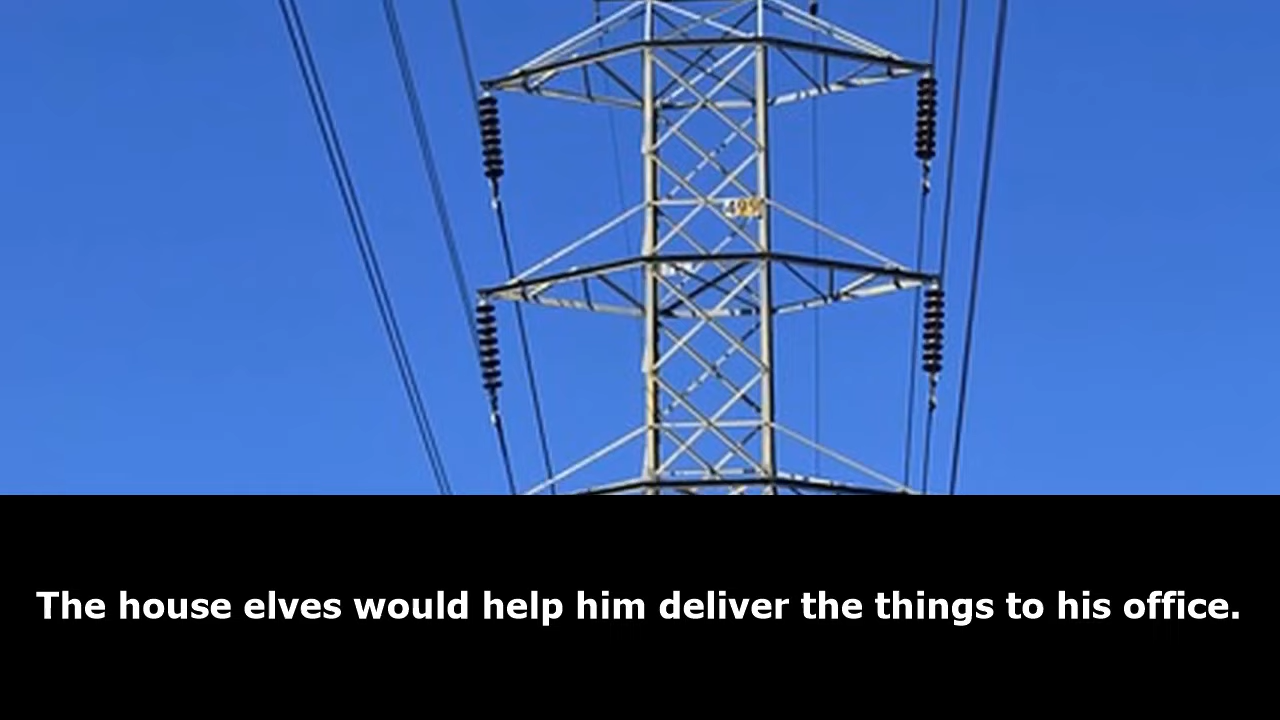 The house elves would help him deliver the things to his office.